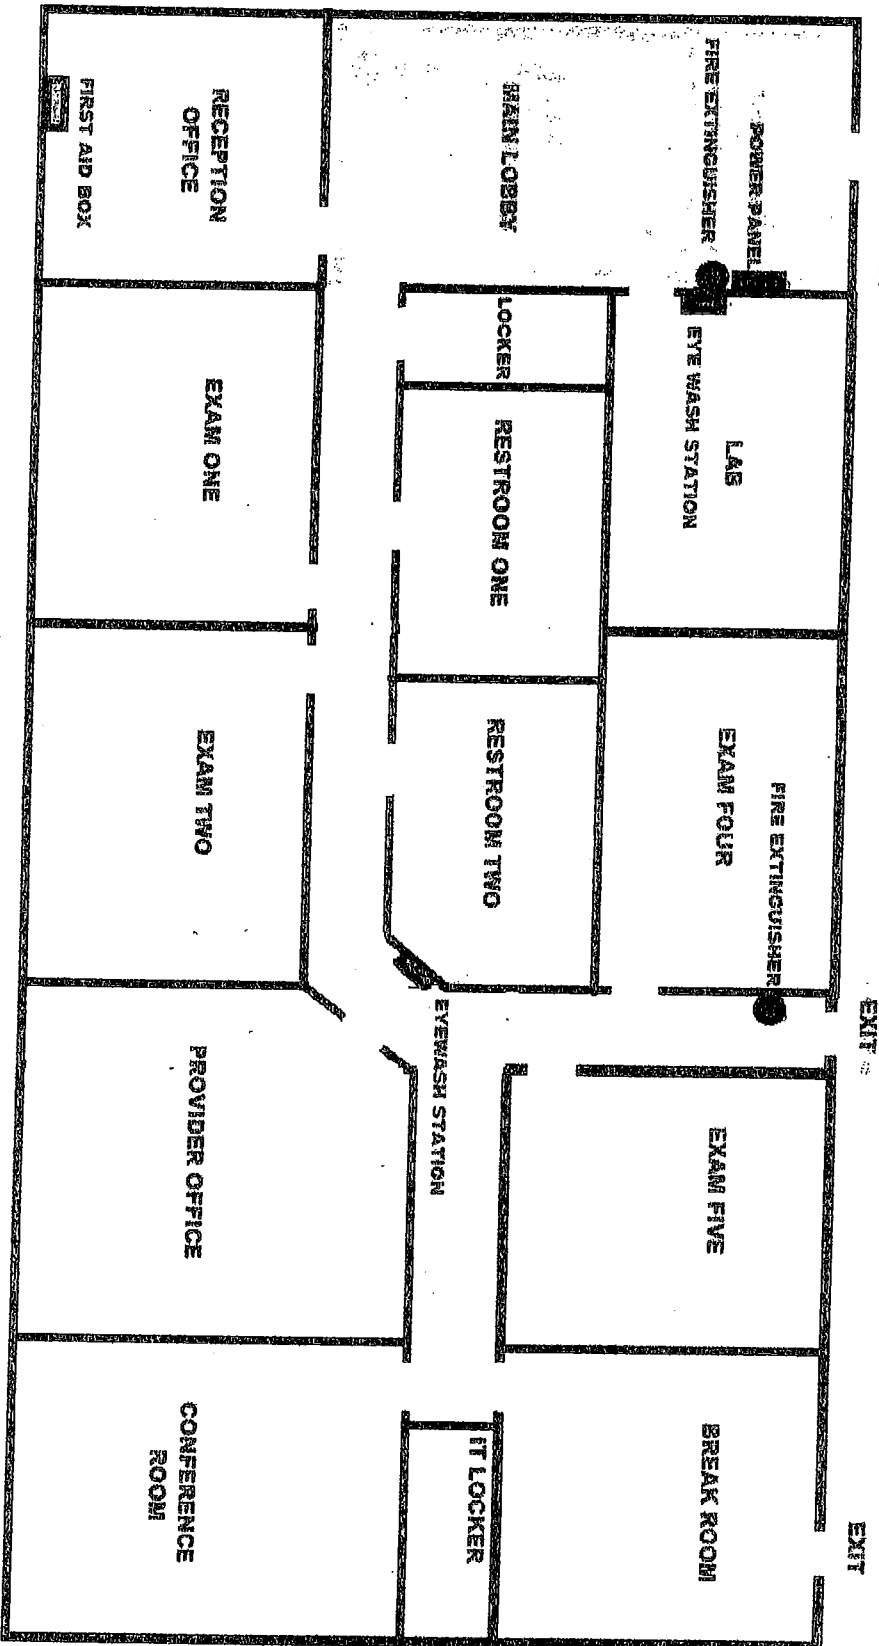 FIRST AID BOX
RECEPTION
OFFICE
MAIN LOBBY
FIRE EXTINGUISHER
POWER PANEL
EXAM ONE
LOCKER
RESTROOM ONE
EYE WASH STATION
LAB
EXAM TWO
RESTROOM TWO
EXAM FOUR
FIRE EXTINGUISHER
EXIT
PROVIDER OFFICE
EYEWASH STATION
EXAM FIVE
CONFERENCE
ROOM
IT LOCKER
BREAK ROOM
EXIT